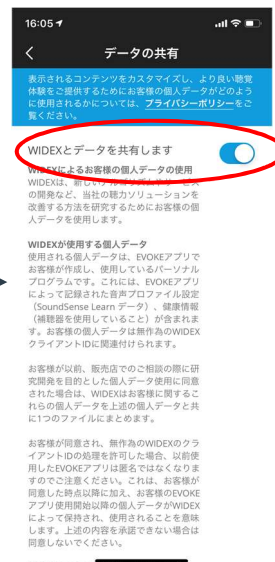 16:05
データの共有
表示されるコンテンツをカスタマイズし、より良い聴覚
体験をご提供するためにお客様の個人データがどのよう
に使用されるかについては、プライバシーポリシーをご
覧ください。
WIDEXとデータを共有します
WIDEXによるお客様の個人データの使用
WIDEXは、新しい
の開発など、当社の聴力ソリューションを
改善する方法を研究するためにお客様の個
人データを使用します。
WIDEXが使用する個人データ
使用される個人データは、EVOKEアプリで
お客様が作成し、使用しているパーソナル
プログラムです。これには、EVOKEアプリ
によって記録された音声プロファイル設定
（SoundSense Learn データ）、健康情報
（補聴器を使用していること）が含まれま
す。お客様の個人データは無作為のWIDEX
クライアントIDに関連付けられます。
お客様が以前、販売店でのご相談の際に研
究開発を目的とした個人データ使用に同意
された場合は、WIDEXはお客様に関するこ
れらの個人データを上述の個人データと共
に1つのファイルにまとめます。
お客様が同意され、無作為のWIDEXのクラ
イアントIDの処理を許可した場合、以前使
用したEVOKEアプリは匿名ではなくなりま
すのでご注意ください。これは、お客様が
同意した時点以降に加え、お客様のEVOKE
アプリ使用開始以降の個人データがWIDEX
によって保持され、使用されることを意味
します。上述の内容を承諾できない場合は
同意しないでください。